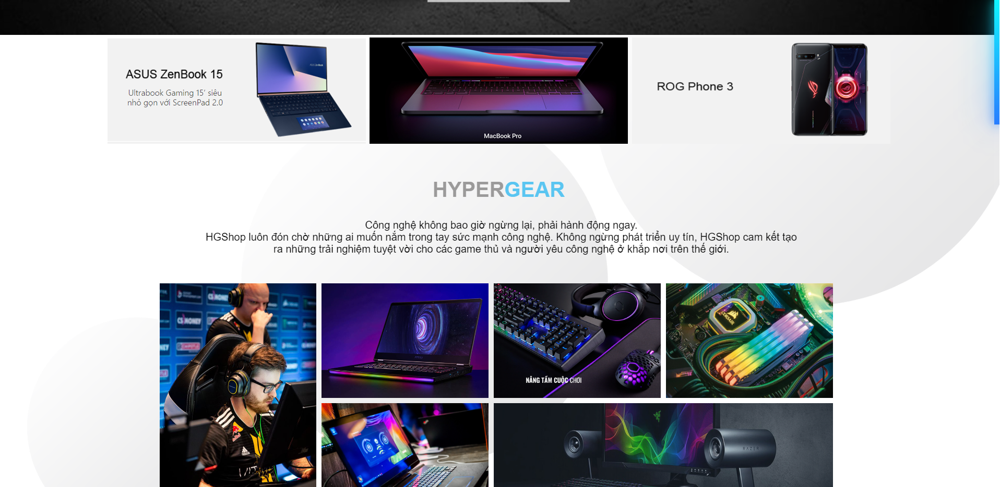 ASUS ZenBook 15
Ultrabook Gaming 15' siêu
nhỏ gọn với ScreenPad 2.0
MacBook Pro
ROG Phone 3
HYPERGEAR
Công nghệ không bao giờ ngừng lại, phải hành động ngay.
HGShop luôn đón chờ những ai muốn nắm trong tay sức mạnh công nghệ. Không ngừng phát triển uy tín, HGShop cam kết tạo
ra những trải nghiệm tuyệt vời cho các game thủ và người yêu công nghệ ở khắp nơi trên thế giới.
CS MONEY
NÂNG TẦM CUỘC CHƠI
CORSAIR
RAZER